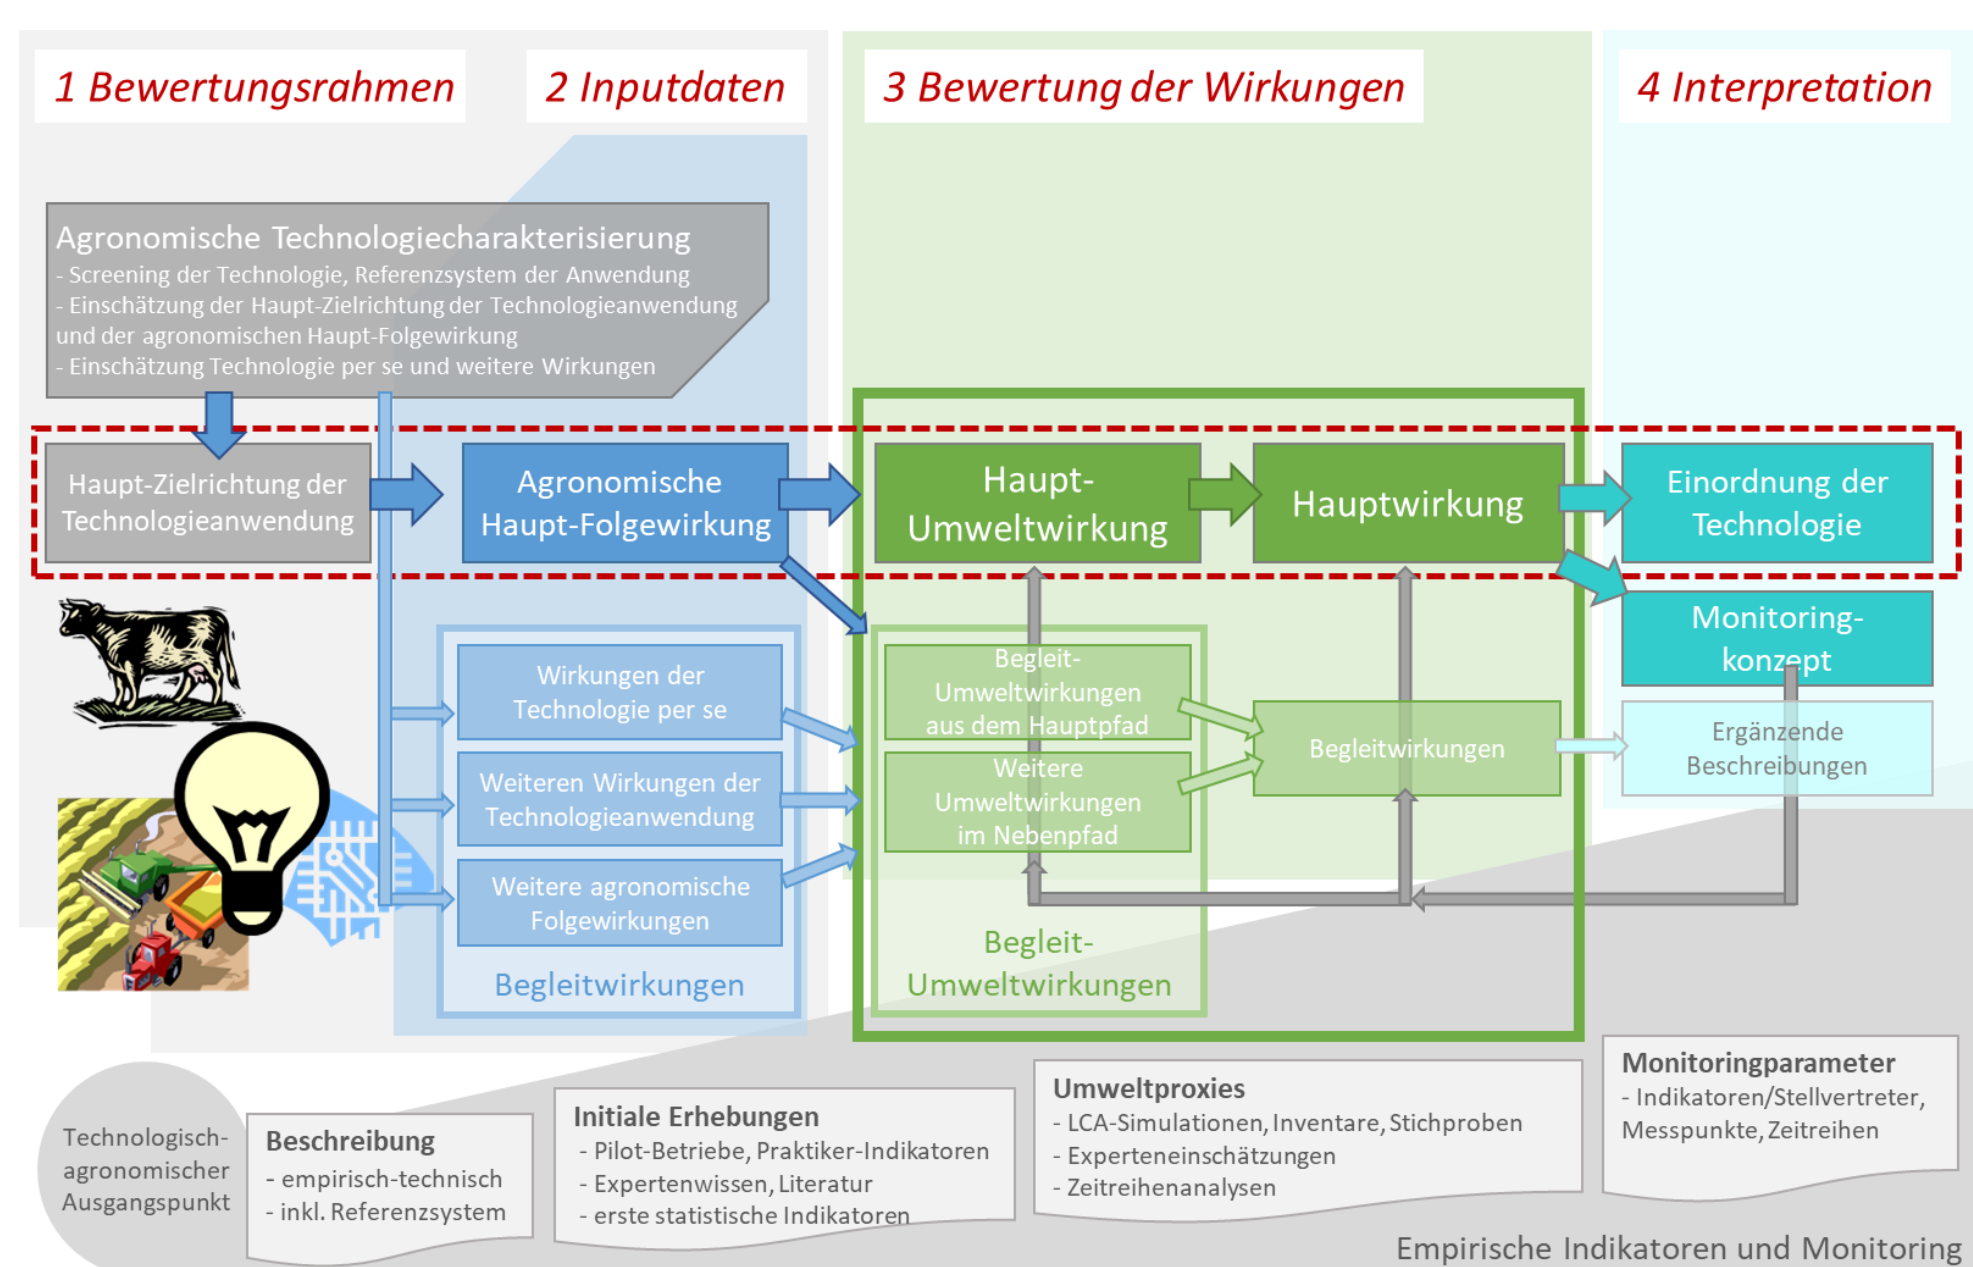 1 Bewertungsrahmen
2 Inputdaten
3 Bewertung der Wirkungen
4 Interpretation
Agronomische Technologiecharakterisierung
- Screening der Technologie, Referenzsystem der Anwendung
- Einschätzung der Haupt-Zielrichtung der Technologieanwendung
und der agronomischen Haupt-Folgewirkung
- Einschätzung Technologie per se und weitere Wirkungen
Haupt-Zielrichtung der
Technologieanwendung
Agronomische
Haupt-Folgewirkung
Haupt-
Umweltwirkung
Hauptwirkung
Einordnung der
Technologie
Monitoring-
konzept
Wirkungen der
Technologie per se
Weiteren Wirkungen der
Technologieanwendung
Weitere agronomische
Folgewirkungen
Begleitwirkungen
Begleit-
Umweltwirkungen
aus dem Hauptpfad
Weitere
Umweltwirkungen
im Nebenpfad
Begleit-
Umweltwirkungen
Begleitwirkungen
Ergänzende
Beschreibungen
Technologisch-
agronomischer
Ausgangspunkt
Beschreibung
- empirisch-technisch
- inkl. Referenzsystem
Initiale Erhebungen
- Pilot-Betriebe, Praktiker-Indikatoren
- Expertenwissen, Literatur
- erste statistische Indikatoren
Umweltproxies
- LCA-Simulationen, Inventare, Stichproben
- Experteneinschätzungen
- Zeitreihenanalysen
Monitoringparameter
- Indikatoren/Stellvertreter,
Messpunkte, Zeitreihen
Empirische Indikatoren und Monitoring